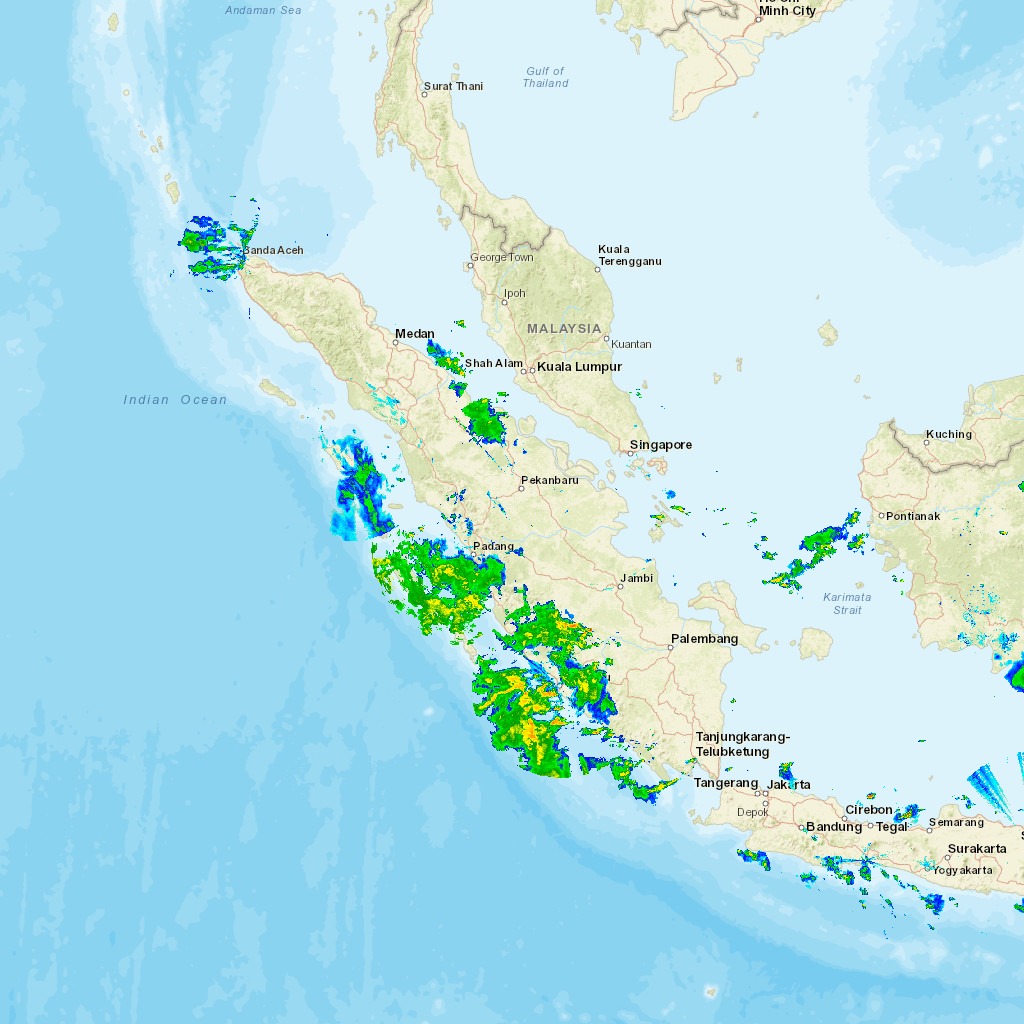 Andaman Sea
Minh City
Gulf of
Thailand
Surat Thani
Banda Aceh
Kuala
Terengganu
George Town
Ipoh
MALAYSIA
Medan
Kuantan
Shah Alam
Kuala Lumpur
Indian Ocean
Singapore
Kuching
Pekanbaru
Pontianak
Padang
Jambi
Karimata
Strait
Palembang
Tanjungkarang-
Telubketung
Tangerang
Jakarta
Depok
Cirebon
Bandung
Tegal
Semarang
Surakarta
Yogyakarta